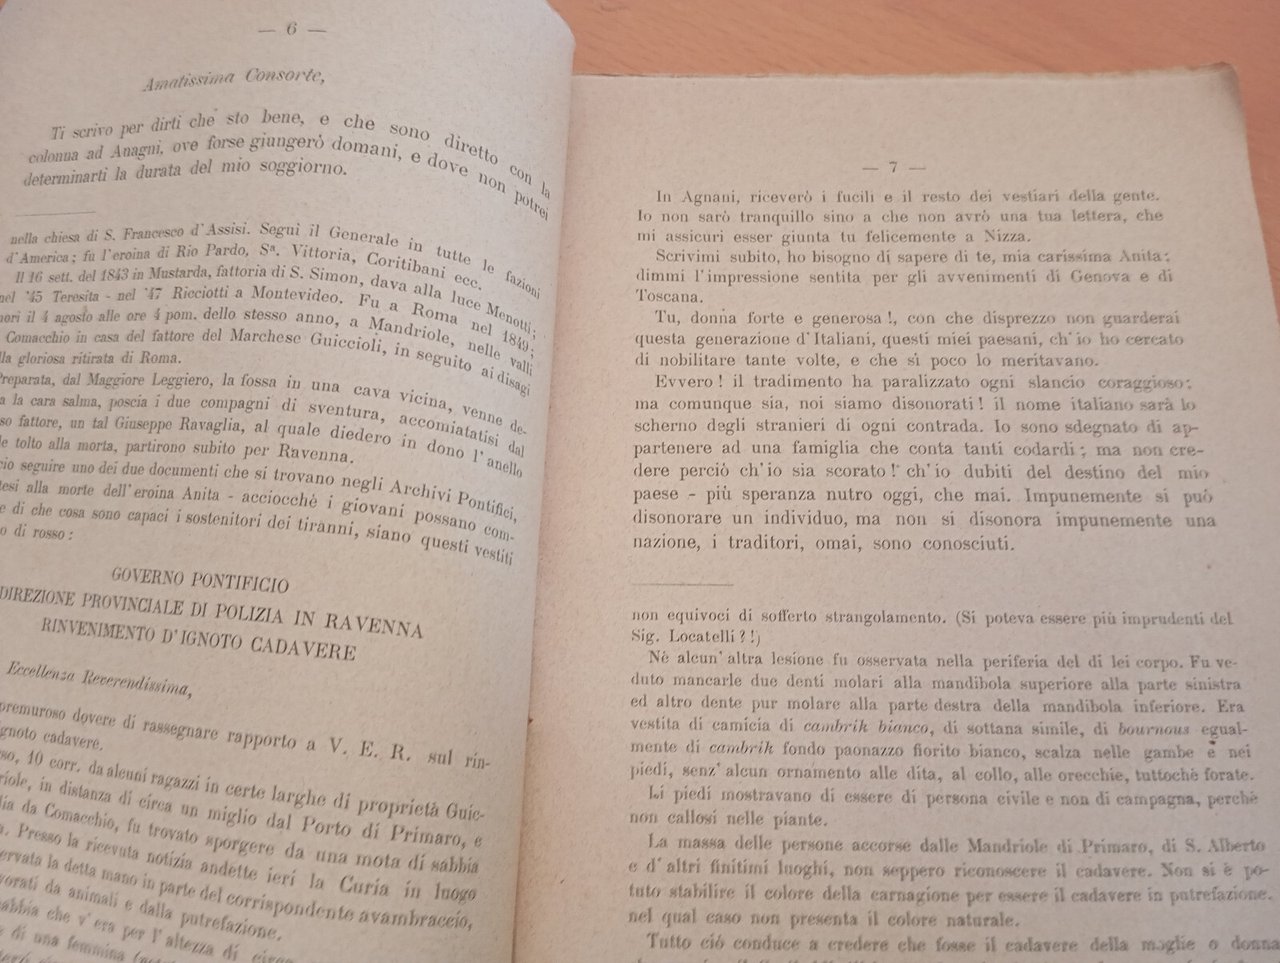 — 6 —
Amatissima Consorte,
Ti scrivo per dirti che sto bene, e che sono diretto con la
colonna ad Anagni, ove forse giungerò domani, e dove non potrei
determinarti la durata del mio soggiorno.
nella chiesa di S. Francesco d'Assisi. Seguì il Generale in tutte le fazioni
d'America; fu l'eroina di Rio Pardo, Sª. Vittoria, Coritibani ecc.
Il 16 sett. del 1843 in Mustarda, fattoria di S. Simon, dava alla luce Menotti;
nel '45 Teresita - nel '47 Ricciotti a Montevideo. Fu a Roma nel 1849;
morì il 4 agosto alle ore 4 pom. dello stesso anno, a Mandriole, nelle valli
Comacchio in casa del fattore del Marchese Guiccioli, in seguito ai disagi
gloriosa ritirata di Roma.
Preparata, dal Maggiore Leggiero, la fossa in una cava vicina, venne de-
la cara salma, poscia i due compagni di sventura, accomiatatisi dal
fattore, un tal Giuseppe Ravaglia, al quale diedero in dono l'anello
tolto alla morta, partirono subito per Ravenna.
seguire uno dei due documenti che si trovano negli Archivi Pontifici,
alla morte dell'eroina Anita - acciocchè i giovani possano com-
di che cosa sono capaci i sostenitori dei tiranni, siano questi vestiti
o di rosso:
GOVERNO PONTIFICIO
DIREZIONE PROVINCIALE DI POLIZIA IN RAVENNA
RINVENIMENTO D'IGNOTO CADAVERE
Eccellenza Reverendissima,
premuroso dovere di rassegnare rapporto a V. E. R. sul rin-
cadavere.
10 corr. da alcuni ragazzi in certe larghe di proprietà Guic-
in distanza di circa un miglio dal Porto di Primaro, e
da Comacchio, fu trovato sporgere da una mota di sabbia
Presso la ricevuta notizia andette ieri la Curia in luogo
la detta mano in parte del corrispondente avambraccio,
da animali e dalla putrefazione.
che v'era per l'altezza di circa
di una femmina
— 7 —
In Agnani, riceverò i fucili e il resto dei vestiari della gente.
Io non sarò tranquillo sino a che non avrò una tua lettera, che
mi assicuri esser giunta tu felicemente a Nizza.
Scrivimi subito, ho bisogno di sapere di te, mia carissima Anita;
dimmi l'impressione sentita per gli avvenimenti di Genova e di
Toscana.
Tu, donna forte e generosa!, con che disprezzo non guarderai
questa generazione d'Italiani, questi miei paesani, ch'io ho cercato
di nobilitare tante volte, e che sì poco lo meritavano.
Evvero! il tradimento ha paralizzato ogni slancio coraggioso;
ma comunque sia, noi siamo disonorati! il nome italiano sarà lo
scherno degli stranieri di ogni contrada. Io sono sdegnato di ap-
partenere ad una famiglia che conta tanti codardi; ma non cre-
dere perciò ch'io sia scorato! ch'io dubiti del destino del mio
paese - più speranza nutro oggi, che mai. Impunemente si può
disonorare un individuo, ma non si disonora impunemente una
nazione, i traditori, omai, sono conosciuti.
non equivoci di sofferto strangolamento. (Si poteva essere più imprudenti del
Sig. Locatelli?!)
Nè alcun'altra lesione fu osservata nella periferia del di lei corpo. Fu ve-
duto mancarle due denti molari alla mandibola superiore alla parte sinistra
ed altro dente pur molare alla parte destra della mandibola inferiore. Era
vestita di camicia di cambrik bianco, di sottana simile, di bournous egual-
mente di cambrik fondo paonazzo fiorito bianco, scalza nelle gambe e nei
piedi, senz'alcun ornamento alle dita, al collo, alle orecchie, tuttochè forate.
Li piedi mostravano di essere di persona civile e non di campagna, perchè
non callosi nelle piante.
La massa delle persone accorse dalle Mandriole di Primaro, di S. Alberto
e d'altri finitimi luoghi, non seppero riconoscere il cadavere. Non si è po-
tuto stabilire il colore della carnagione per essere il cadavere in putrefazione.
nel qual caso non presenta il colore naturale.
Tutto ciò conduce a credere che fosse il cadavere della moglie o donna